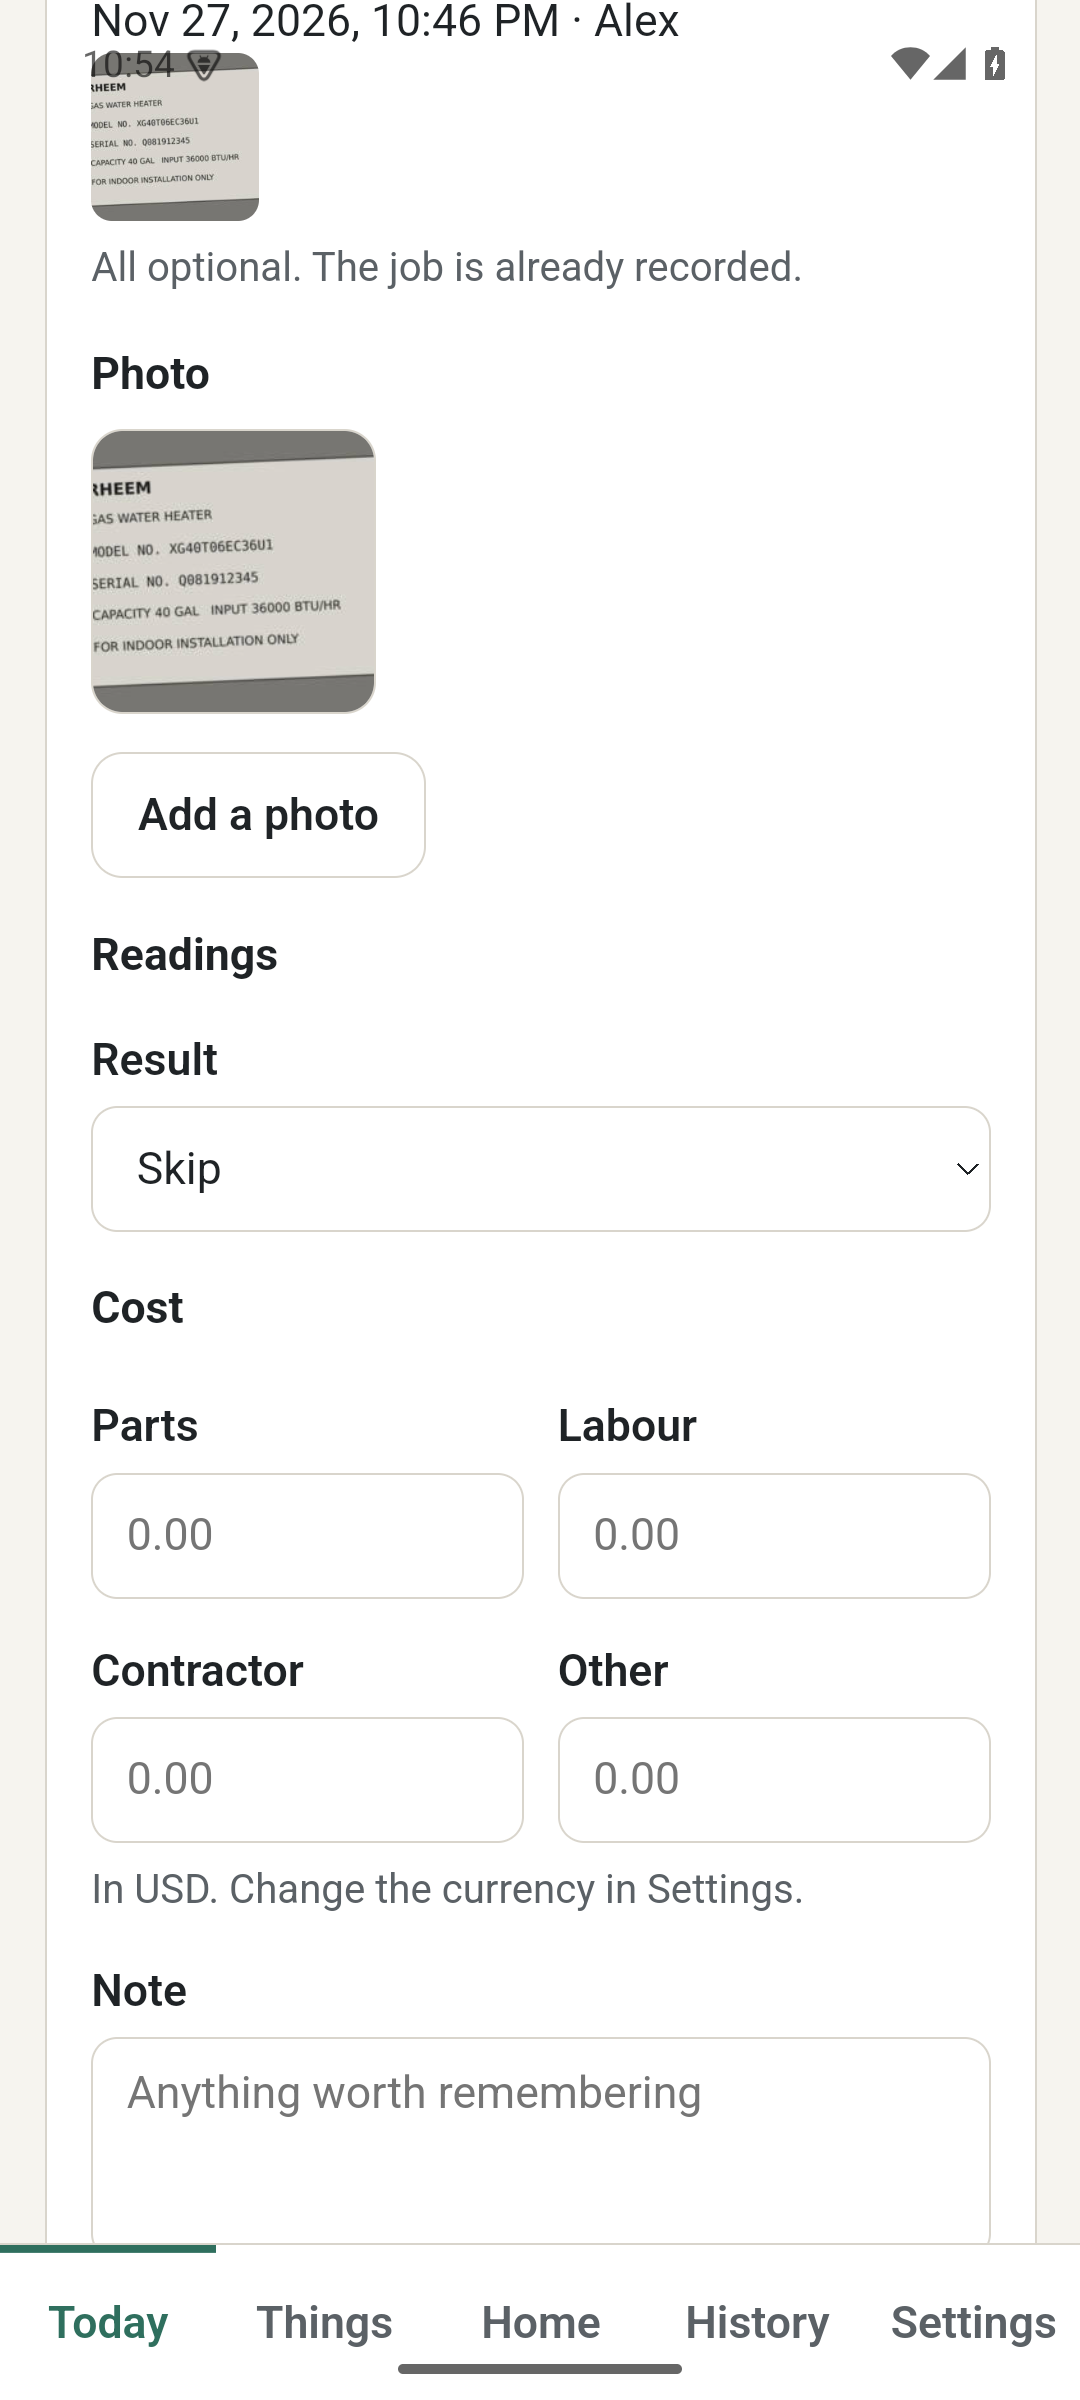 Nov 27, 2026, 10:46 PM · Alex
10:54
RHEEM
GAS WATER HEATER
MODEL NO. XG40T06EC36U1
SERIAL NO. Q081912345
CAPACITY 40 GAL INPUT 36000 BTU/HR
FOR INDOOR INSTALLATION ONLY
All optional. The job is already recorded.
Photo
RHEEM
GAS WATER HEATER
MODEL NO. XG40T06EC36U1
SERIAL NO. Q081912345
CAPACITY 40 GAL INPUT 36000 BTU/HR
FOR INDOOR INSTALLATION ONLY
Add a photo
Readings
Result
Skip
Cost
Parts Labour
0.00 0.00
Contractor Other
0.00 0.00
In USD. Change the currency in Settings.
Note
Anything worth remembering
Today Things Home History Settings